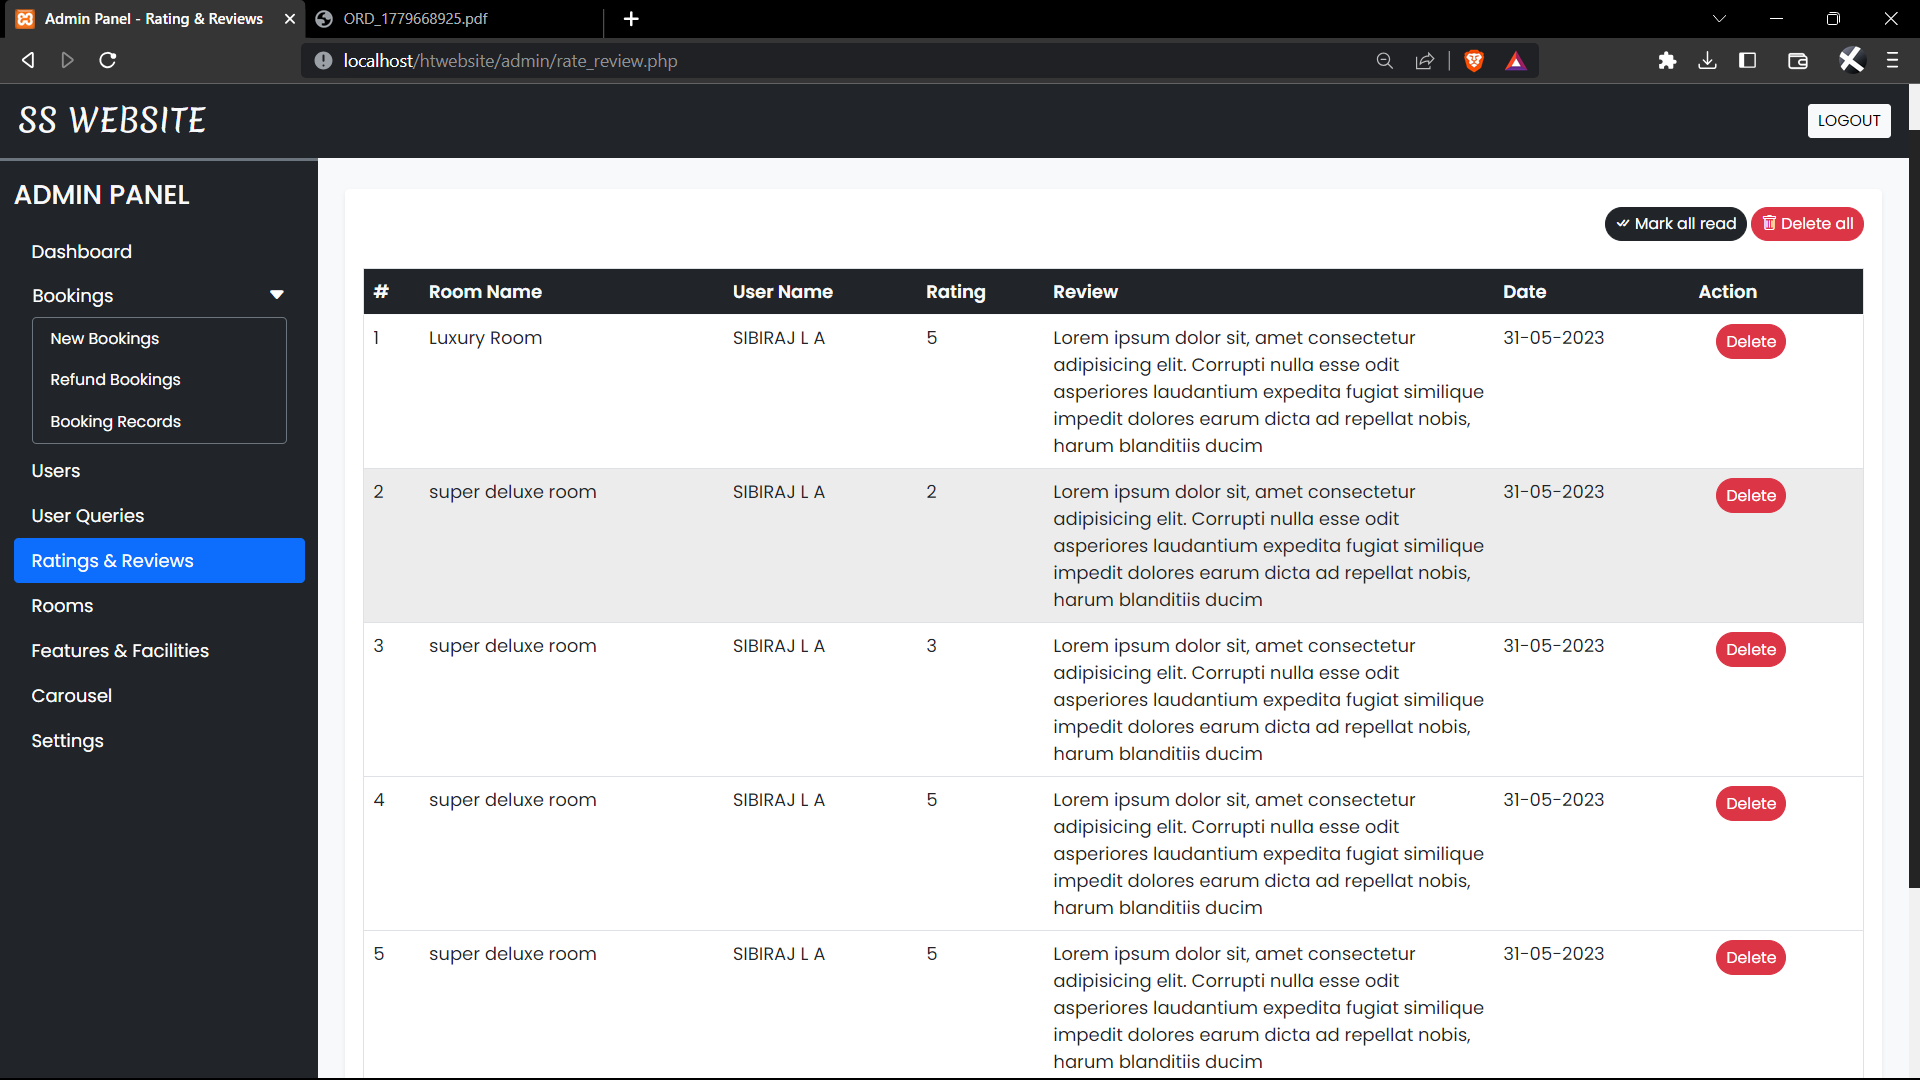 Admin Panel - Rating & Reviews
ORD_1779668925.pdf
localhost/htwebsite/admin/rate_review.php
SS WEBSITE
LOGOUT
ADMIN PANEL
Dashboard
Bookings
New Bookings
Refund Bookings
Booking Records
Users
User Queries
Ratings & Reviews
Rooms
Features & Facilities
Carousel
Settings
Mark all read Delete all
# Room Name User Name Rating Review Date Action
1 Luxury Room SIBIRAJ L A 5 Lorem ipsum dolor sit, amet consectetur 31-05-2023 Delete
adipisicing elit. Corrupti nulla esse odit
asperiores laudantium expedita fugiat similique
impedit dolores earum dicta ad repellat nobis,
harum blanditiis ducim
2 super deluxe room SIBIRAJ L A 2 Lorem ipsum dolor sit, amet consectetur 31-05-2023 Delete
adipisicing elit. Corrupti nulla esse odit
asperiores laudantium expedita fugiat similique
impedit dolores earum dicta ad repellat nobis,
harum blanditiis ducim
3 super deluxe room SIBIRAJ L A 3 Lorem ipsum dolor sit, amet consectetur 31-05-2023 Delete
adipisicing elit. Corrupti nulla esse odit
asperiores laudantium expedita fugiat similique
impedit dolores earum dicta ad repellat nobis,
harum blanditiis ducim
4 super deluxe room SIBIRAJ L A 5 Lorem ipsum dolor sit, amet consectetur 31-05-2023 Delete
adipisicing elit. Corrupti nulla esse odit
asperiores laudantium expedita fugiat similique
impedit dolores earum dicta ad repellat nobis,
harum blanditiis ducim
5 super deluxe room SIBIRAJ L A 5 Lorem ipsum dolor sit, amet consectetur 31-05-2023 Delete
adipisicing elit. Corrupti nulla esse odit
asperiores laudantium expedita fugiat similique
impedit dolores earum dicta ad repellat nobis,
harum blanditiis ducim